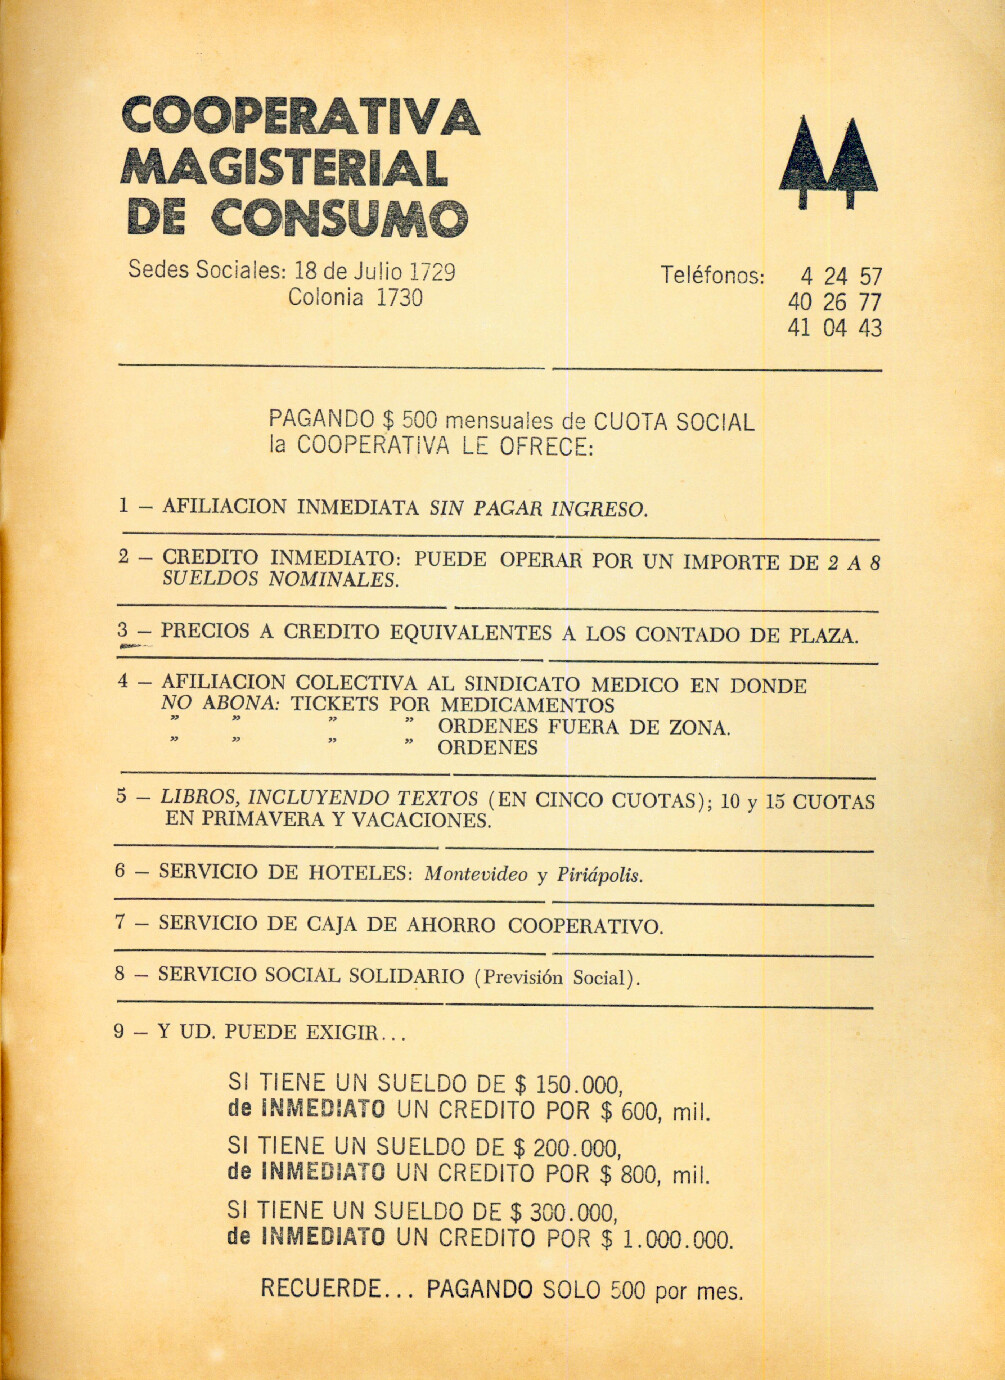 COOPERATIVA
MAGISTERIAL
DE CONSUMO
Sedes Sociales: 18 de Julio 1729
Colonia 1730
Teléfonos: 4 24 57
40 26 77
41 04 43
PAGANDO $ 500 mensuales de CUOTA SOCIAL
la COOPERATIVA LE OFRECE:
1 — AFILIACION INMEDIATA SIN PAGAR INGRESO.
2 — CREDITO INMEDIATO: PUEDE OPERAR POR UN IMPORTE DE 2 A 8
SUELDOS NOMINALES.
3 — PRECIOS A CREDITO EQUIVALENTES A LOS CONTADO DE PLAZA.
4 — AFILIACION COLECTIVA AL SINDICATO MEDICO EN DONDE
NO ABONA: TICKETS POR MEDICAMENTOS
” ” ” ” ORDENES FUERA DE ZONA.
” ” ” ” ORDENES
5 — LIBROS, INCLUYENDO TEXTOS (EN CINCO CUOTAS); 10 y 15 CUOTAS
EN PRIMAVERA Y VACACIONES.
6 — SERVICIO DE HOTELES: Montevideo y Piriápolis.
7 — SERVICIO DE CAJA DE AHORRO COOPERATIVO.
8 — SERVICIO SOCIAL SOLIDARIO (Previsión Social).
9 — Y UD. PUEDE EXIGIR...
SI TIENE UN SUELDO DE $ 150.000,
de INMEDIATO UN CREDITO POR $ 600, mil.
SI TIENE UN SUELDO DE $ 200.000,
de INMEDIATO UN CREDITO POR $ 800, mil.
SI TIENE UN SUELDO DE $ 300.000,
de INMEDIATO UN CREDITO POR $ 1.000.000.
RECUERDE... PAGANDO SOLO 500 por mes.